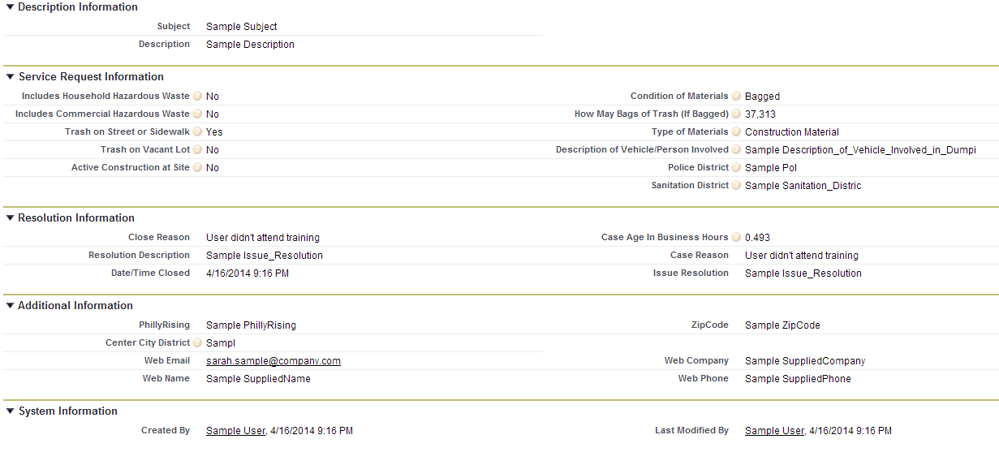 Description Information
Subject Sample Subject
Description Sample Description
Service Request Information
Includes Household Hazardous Waste ? No Condition of Materials ? Bagged
Includes Commercial Hazardous Waste ? No How May Bags of Trash (If Bagged) ? 37,313
Trash on Street or Sidewalk ? Yes Type of Materials ? Construction Material
Trash on Vacant Lot ? No Description of Vehicle/Person Involved ? Sample Description_of_Vehicle_Involved_in_Dumpi
Active Construction at Site ? No Police District ? Sample Pol
Sanitation District ? Sample Sanitation_Distric
Resolution Information
Close Reason User didn't attend training Case Age In Business Hours ? 0.493
Resolution Description Sample Issue_Resolution Case Reason User didn't attend training
Date/Time Closed 4/16/2014 9:16 PM Issue Resolution Sample Issue_Resolution
Additional Information
PhillyRising Sample PhillyRising ZipCode Sample ZipCode
Center City District ? Sampl
Web Email sarah.sample@company.com Web Company Sample SuppliedCompany
Web Name Sample SuppliedName Web Phone Sample SuppliedPhone
System Information
Created By Sample User, 4/16/2014 9:16 PM Last Modified By Sample User, 4/16/2014 9:16 PM